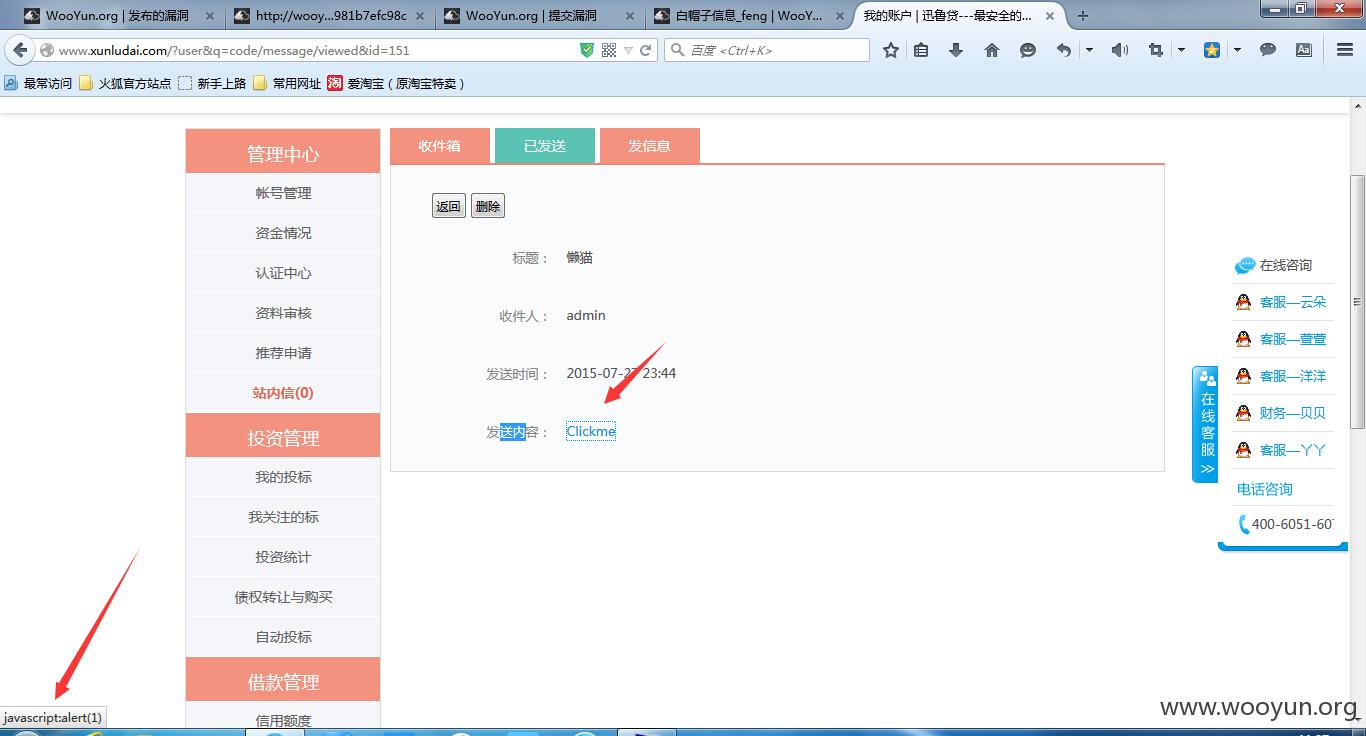 WooYun.org | 发布的漏洞
http://wooy...981b7efc98c
WooYun.org | 提交漏洞
白帽子信息_feng | WooY...
我的账户 | 迅鲁贷---最安全的...
www.xunludai.com/?user&q=code/message/viewed&id=151
百度 <Ctrl+K>
最常访问 火狐官方站点 新手上路 常用网址 淘 爱淘宝（原淘宝特卖）
管理中心
帐号管理
资金情况
认证中心
资料审核
推荐申请
站内信(0)
投资管理
我的投标
我关注的标
投资统计
债权转让与购买
自动投标
借款管理
信用额度
收件箱 已发送 发信息
返回 删除
标题： 懒猫
收件人： admin
发送时间： 2015-07-27 23:44
发送内容： Clickme
在线咨询
客服—云朵
客服—萱萱
客服—洋洋
财务—贝贝
客服—丫丫
电话咨询
400-6051-607
在线客服
javascript:alert(1)
www.wooyun.org